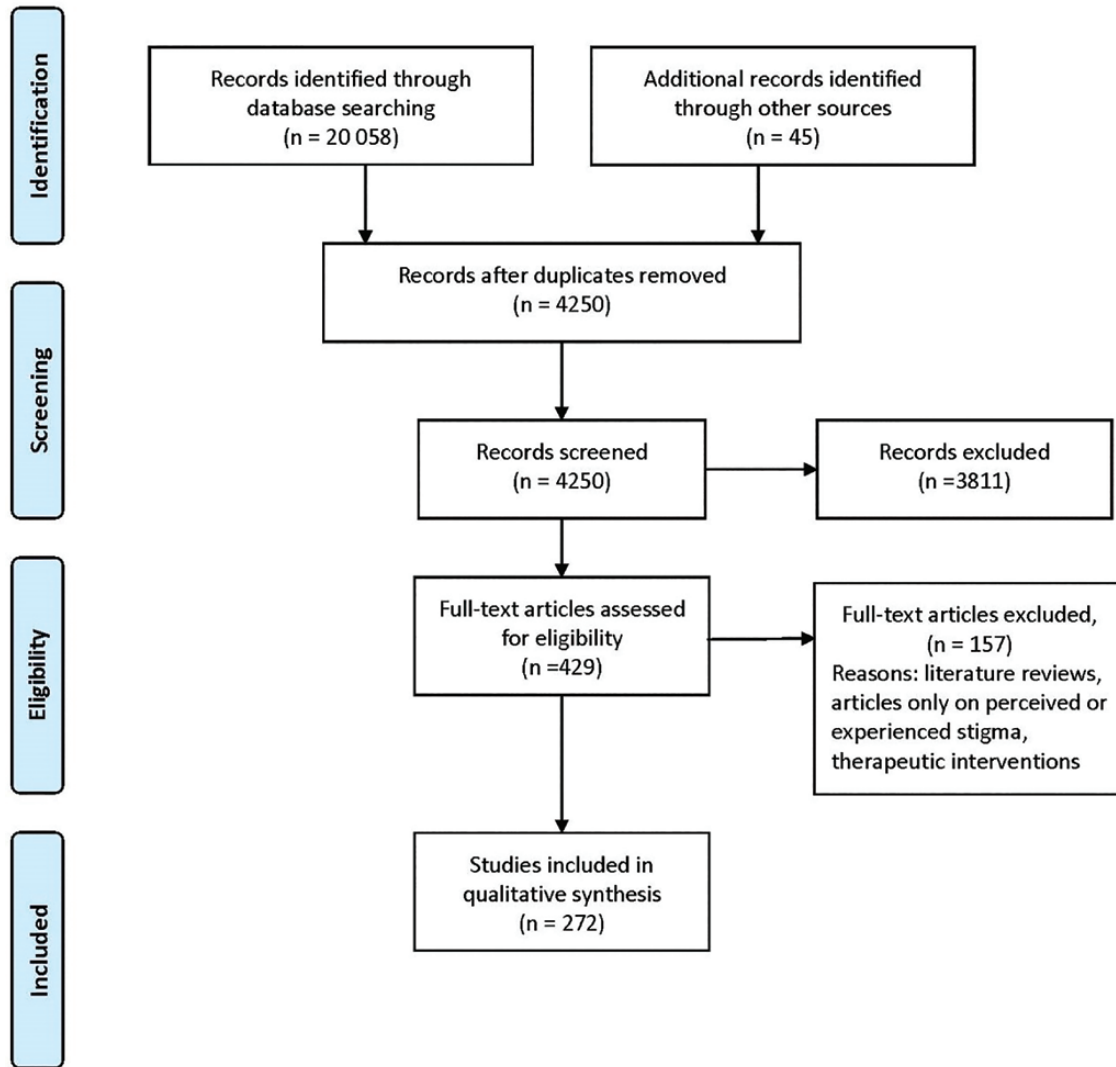 Identification
Records identified through
database searching
(n = 20 058)
Additional records identified
through other sources
(n = 45)
Records after duplicates removed
(n = 4250)
Screening
Records screened
(n = 4250)
Records excluded
(n =3811)
Eligibility
Full-text articles assessed
for eligibility
(n =429)
Full-text articles excluded,
(n = 157)
Reasons: literature reviews,
articles only on perceived or
experienced stigma,
therapeutic interventions
Included
Studies included in
qualitative synthesis
(n = 272)